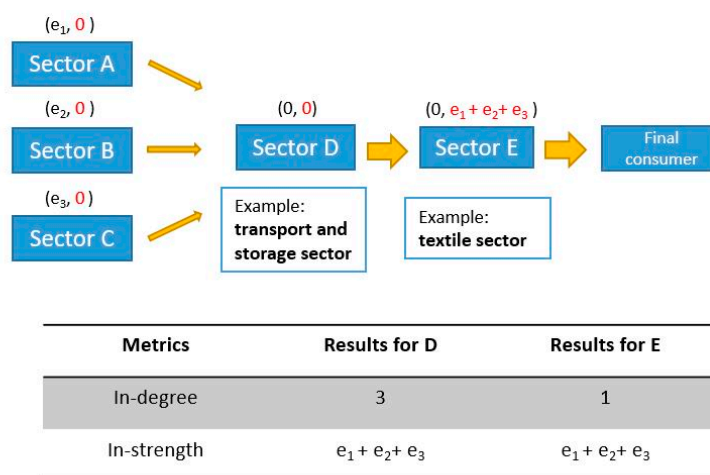 (e₁, 0 )
Sector A
(e₂, 0 )
Sector B
(e₃, 0 )
Sector C
(0, 0)
Sector D
(0, e₁ + e₂ + e₃ )
Sector E
Final
consumer
Example:
transport and
storage sector
Example:
textile sector
Metrics Results for D Results for E
In-degree 3 1
In-strength e₁ + e₂+ e₃ e₁ + e₂+ e₃